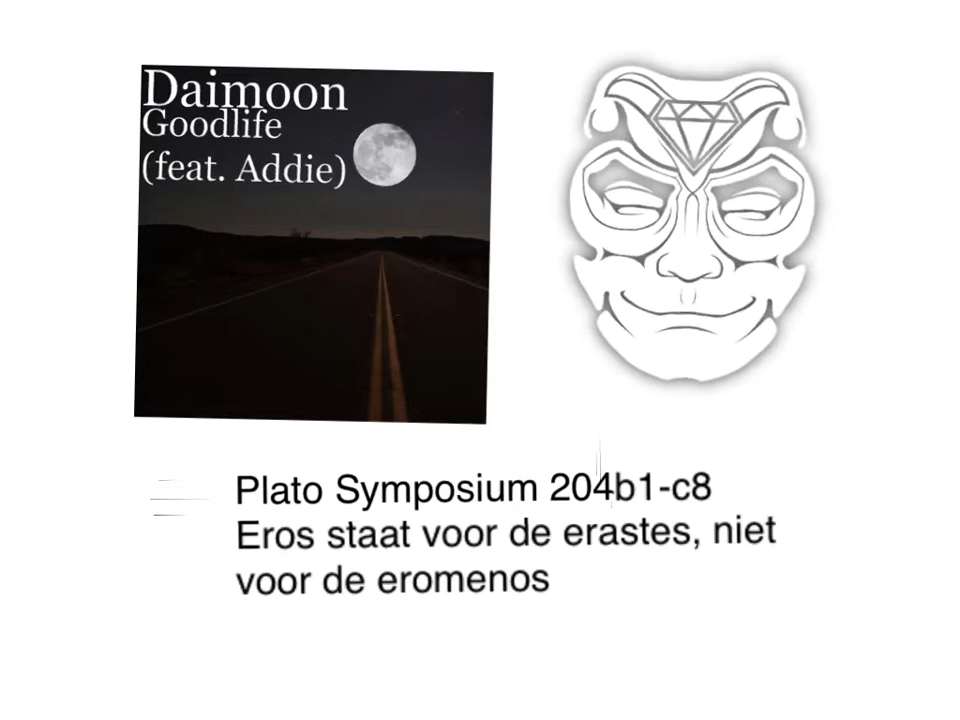 Daimoon
Goodlife
(feat. Addie)
Plato Symposium 204b1-c8
Eros staat voor de erastes, niet
voor de eromenos